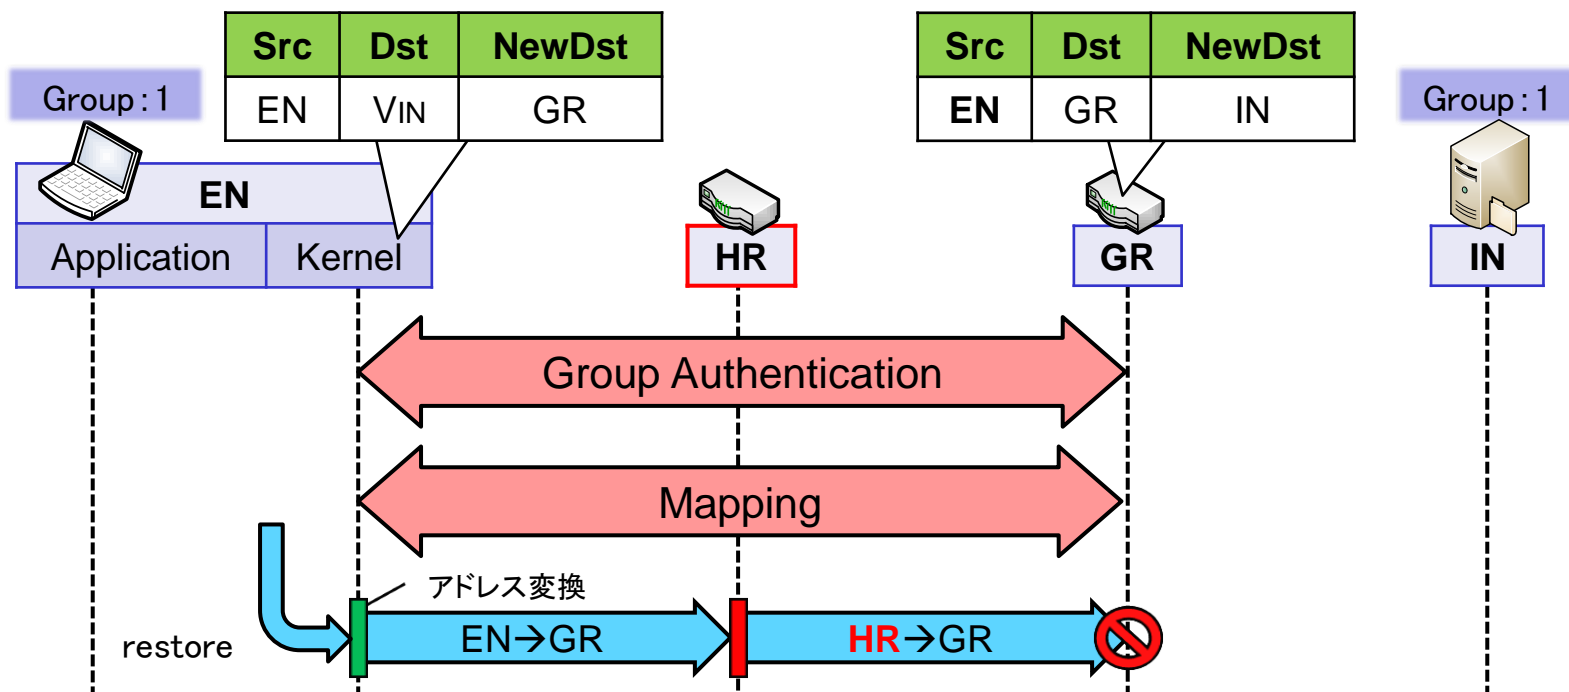 Src Dst NewDst
EN VIN GR
Src Dst NewDst
EN GR IN
Group:1
Group:1
EN
Application Kernel
HR
GR
IN
Group Authentication
Mapping
アドレス変換
restore
EN→GR
HR→GR